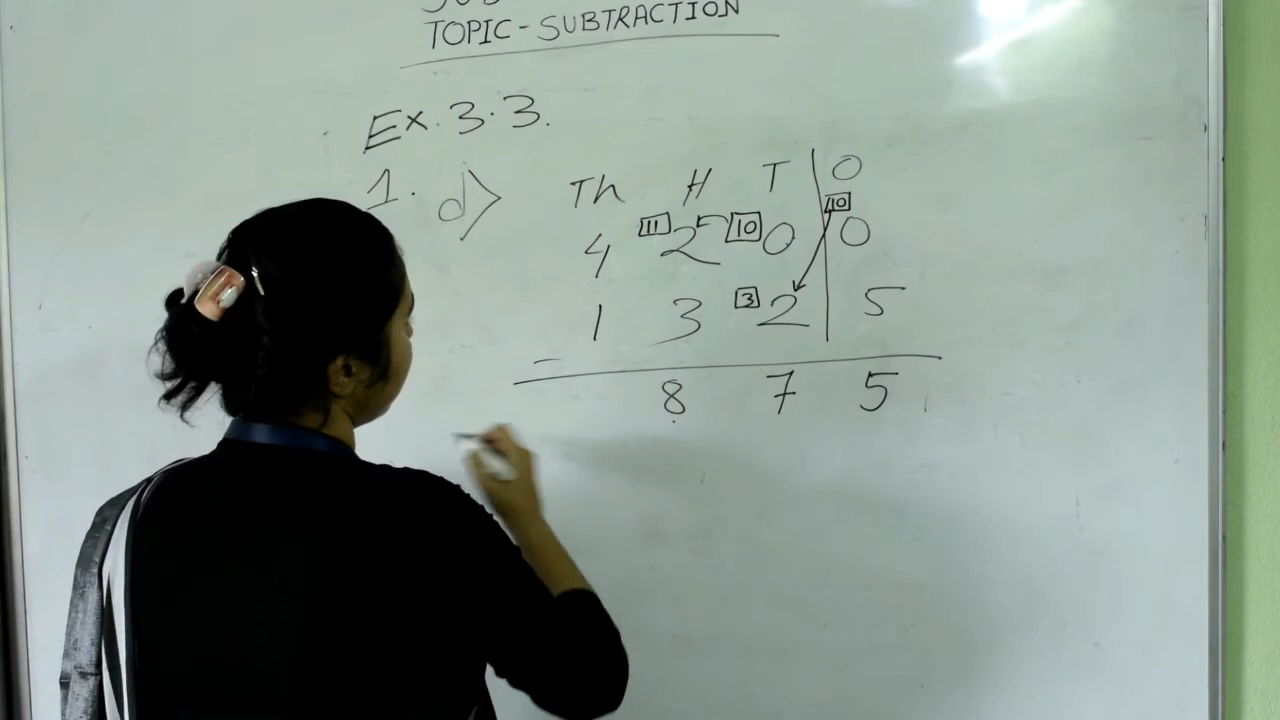 TOPIC - SUBTRACTION
Ex. 3.3.
1. d) Th H T O
4 11 2 10 0 10 0
1 3 3 2 5
-
8 7 5